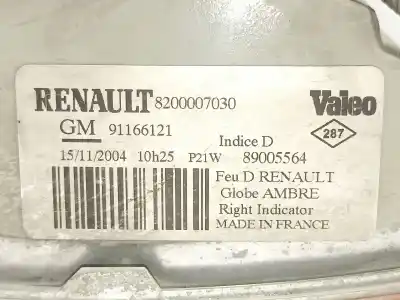 RENAULT 8200007030 Valeo
GM 91166121 Indice D 287
15/11/2004 10h25 P21W 89005564
Feu D RENAULT
Globe AMBRE
Right Indicator
MADE IN FRANCE